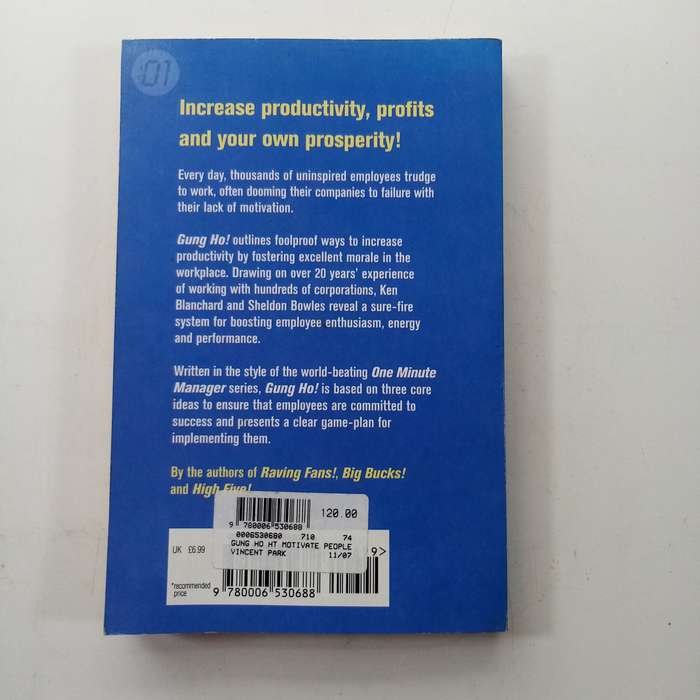 :01
Increase productivity, profits
and your own prosperity!
Every day, thousands of uninspired employees trudge
to work, often dooming their companies to failure with
their lack of motivation.
Gung Ho! outlines foolproof ways to increase
productivity by fostering excellent morale in the
workplace. Drawing on over 20 years' experience
of working with hundreds of corporations, Ken
Blanchard and Sheldon Bowles reveal a sure-fire
system for boosting employee enthusiasm, energy
and performance.
Written in the style of the world-beating One Minute
Manager series, Gung Ho! is based on three core
ideas to ensure that employees are committed to
success and presents a clear game-plan for
implementing them.
By the authors of Raving Fans!, Big Bucks!
and High Five!
120.00
9 780006 530688
0006530680 710 74
GUNG HO HT MOTIVATE PEOPLE
VINCENT PARK 11/07
UK £6.99
9>
*recommended
price
9 780006 530688